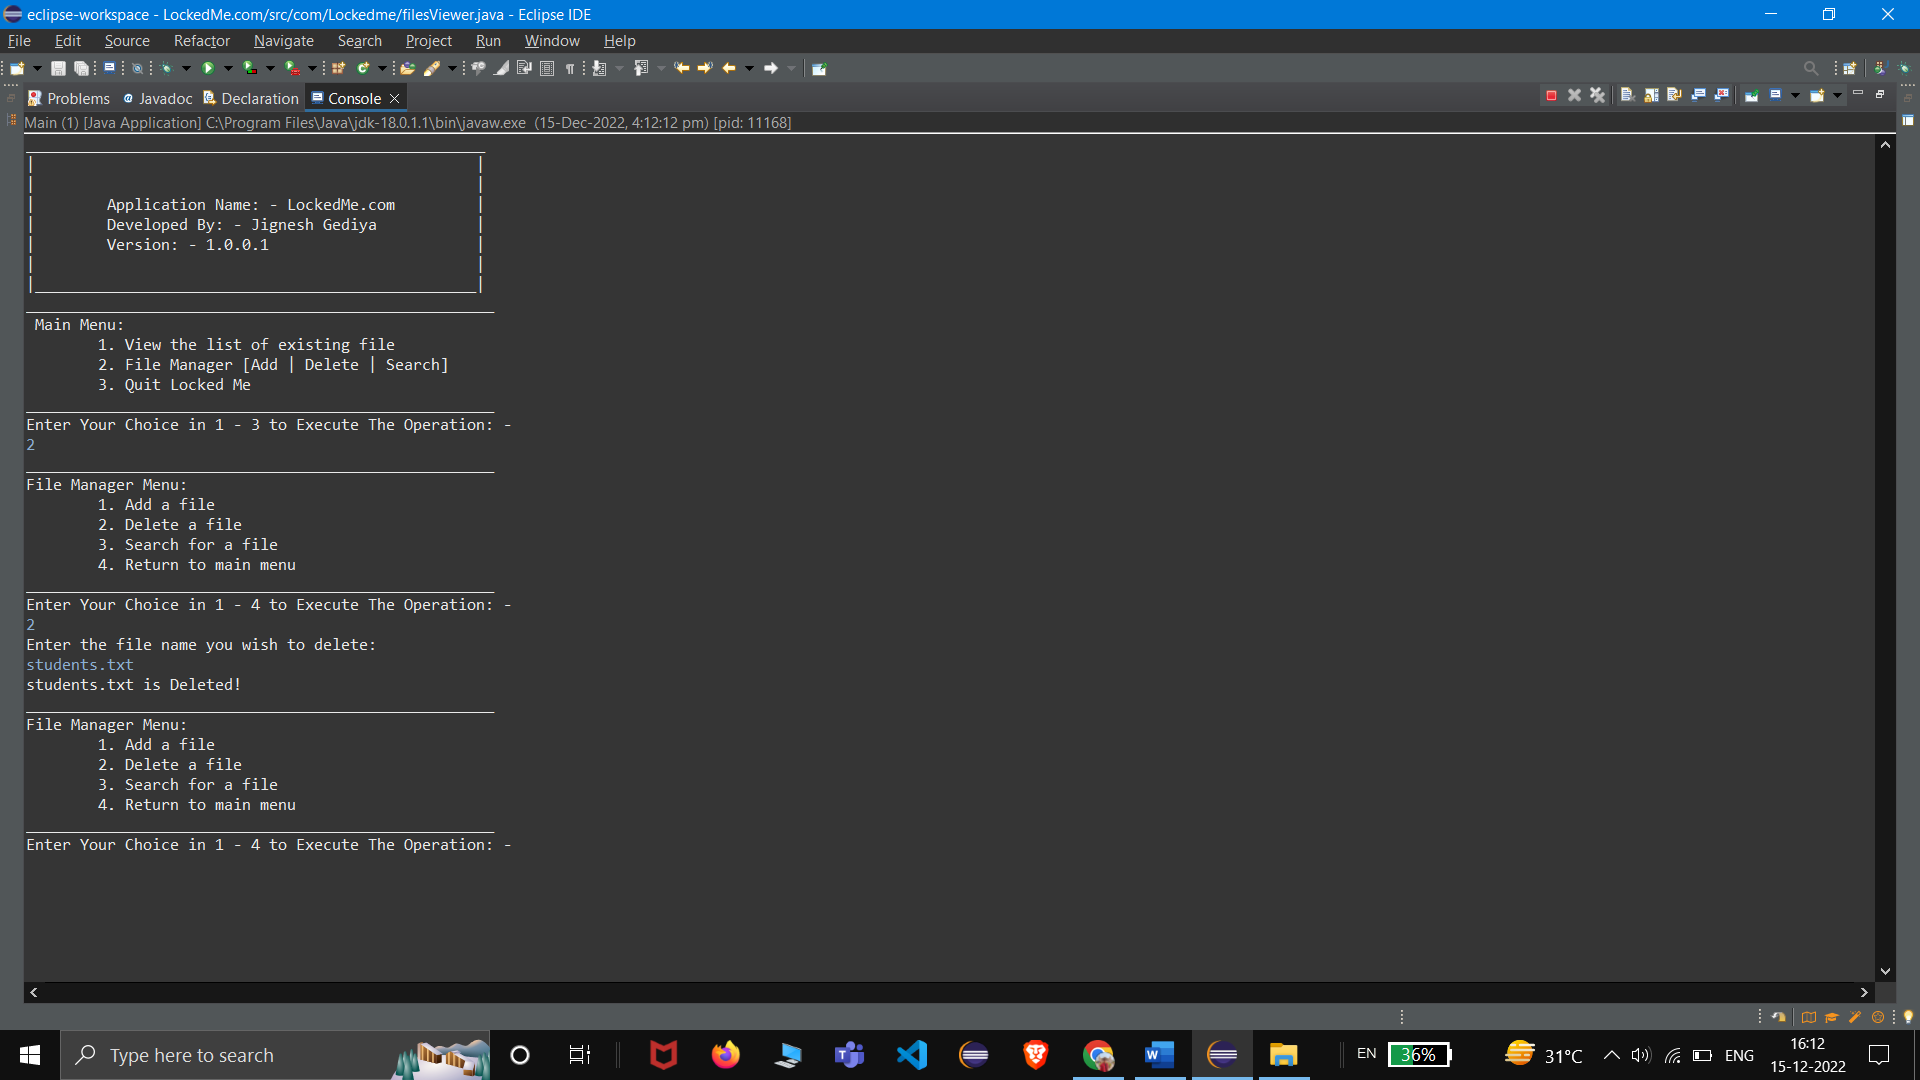 eclipse-workspace - LockedMe.com/src/com/Lockedme/filesViewer.java - Eclipse IDE
File Edit Source Refactor Navigate Search Project Run Window Help
Problems Javadoc Declaration Console
Main (1) [Java Application] C:\Program Files\Java\jdk-18.0.1.1\bin\javaw.exe (15-Dec-2022, 4:12:12 pm) [pid: 11168]
Application Name: - LockedMe.com
Developed By: - Jignesh Gediya
Version: - 1.0.0.1
Main Menu:
1. View the list of existing file
2. File Manager [Add | Delete | Search]
3. Quit Locked Me
Enter Your Choice in 1 - 3 to Execute The Operation: -
2
File Manager Menu:
1. Add a file
2. Delete a file
3. Search for a file
4. Return to main menu
Enter Your Choice in 1 - 4 to Execute The Operation: -
2
Enter the file name you wish to delete:
students.txt
students.txt is Deleted!
File Manager Menu:
1. Add a file
2. Delete a file
3. Search for a file
4. Return to main menu
Enter Your Choice in 1 - 4 to Execute The Operation: -
Type here to search
EN 36% 31°C ENG
16:12
15-12-2022